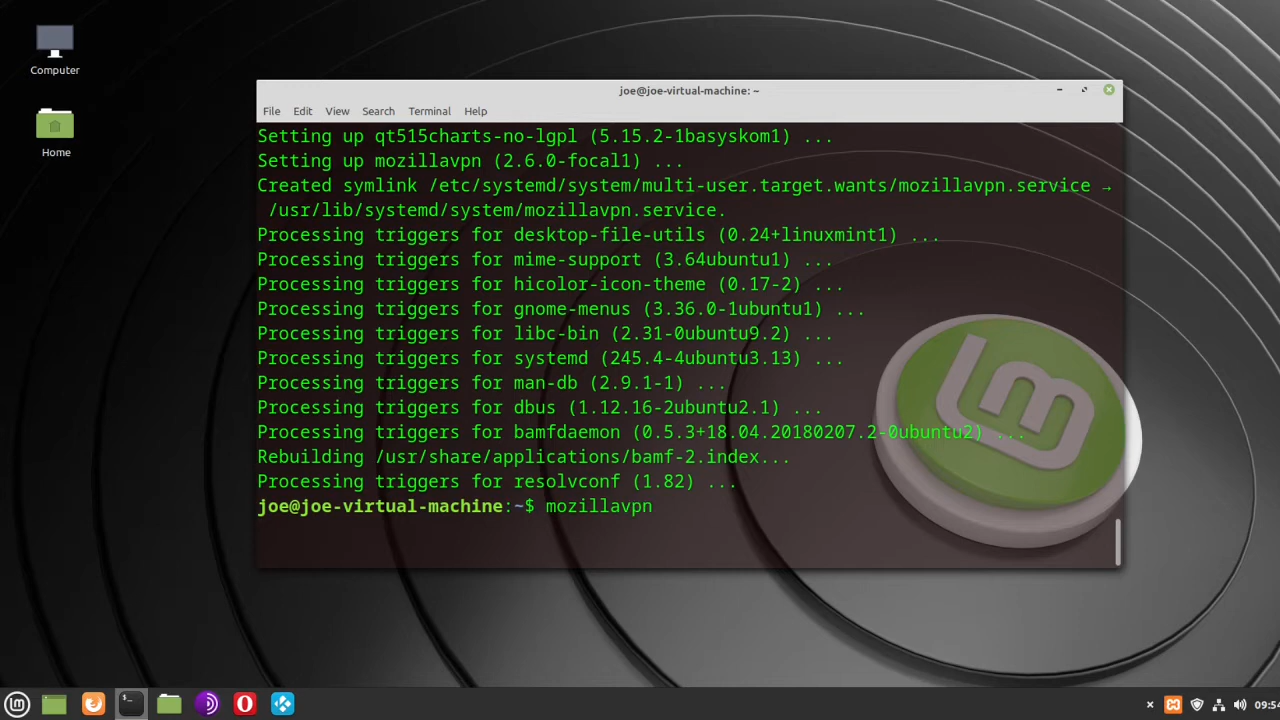 Computer
Home
joe@joe-virtual-machine: ~
File Edit View Search Terminal Help
Setting up qt515charts-no-lgpl (5.15.2-1basyskom1) ...
Setting up mozillavpn (2.6.0-focal1) ...
Created symlink /etc/systemd/system/multi-user.target.wants/mozillavpn.service →
/usr/lib/systemd/system/mozillavpn.service.
Processing triggers for desktop-file-utils (0.24+linuxmint1) ...
Processing triggers for mime-support (3.64ubuntu1) ...
Processing triggers for hicolor-icon-theme (0.17-2) ...
Processing triggers for gnome-menus (3.36.0-1ubuntu1) ...
Processing triggers for libc-bin (2.31-0ubuntu9.2) ...
Processing triggers for systemd (245.4-4ubuntu3.13) ...
Processing triggers for man-db (2.9.1-1) ...
Processing triggers for dbus (1.12.16-2ubuntu2.1) ...
Processing triggers for bamfdaemon (0.5.3+18.04.20180207.2-0ubuntu2) ...
Rebuilding /usr/share/applications/bamf-2.index...
Processing triggers for resolvconf (1.82) ...
joe@joe-virtual-machine:~$ mozillavpn
09:54